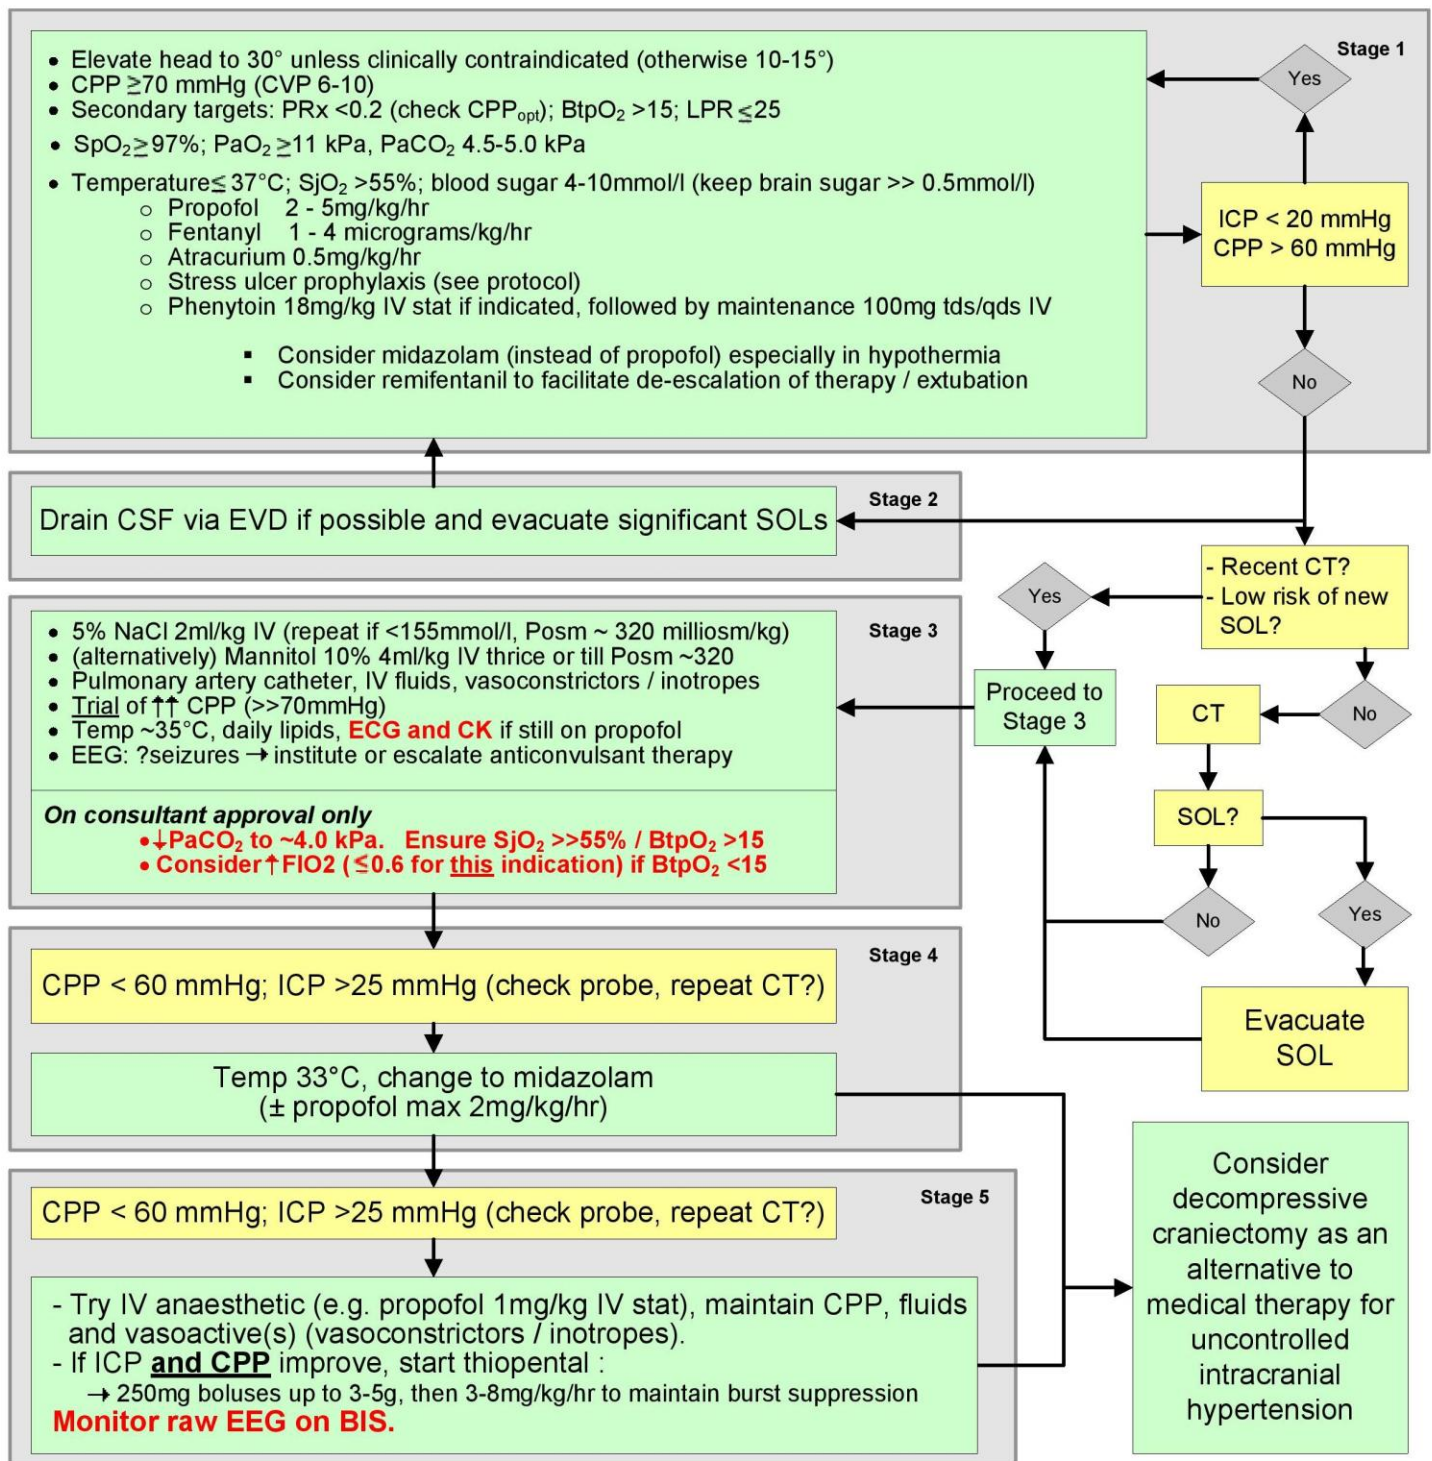 Stage 1
• Elevate head to 30° unless clinically contraindicated (otherwise 10-15°)
• CPP ≥70 mmHg (CVP 6-10)
• Secondary targets: PRx <0.2 (check CPPopt); BtpO₂ >15; LPR ≤25
• SpO₂≥97%; PaO₂ ≥11 kPa, PaCO₂ 4.5-5.0 kPa
• Temperature≤ 37°C; SjO₂ >55%; blood sugar 4-10mmol/l (keep brain sugar >> 0.5mmol/l)
o Propofol 2 - 5mg/kg/hr
o Fentanyl 1 - 4 micrograms/kg/hr
o Atracurium 0.5mg/kg/hr
o Stress ulcer prophylaxis (see protocol)
o Phenytoin 18mg/kg IV stat if indicated, followed by maintenance 100mg tds/qds IV
▪ Consider midazolam (instead of propofol) especially in hypothermia
▪ Consider remifentanil to facilitate de-escalation of therapy / extubation
Yes
ICP < 20 mmHg
CPP > 60 mmHg
No
Stage 2
Drain CSF via EVD if possible and evacuate significant SOLs
- Recent CT?
- Low risk of new
SOL?
Yes
No
Proceed to
Stage 3
CT
SOL?
No
Yes
Evacuate
SOL
Stage 3
• 5% NaCl 2ml/kg IV (repeat if <155mmol/l, Posm ~ 320 milliosm/kg)
• (alternatively) Mannitol 10% 4ml/kg IV thrice or till Posm ~320
• Pulmonary artery catheter, IV fluids, vasoconstrictors / inotropes
• Trial of ↑↑ CPP (>>70mmHg)
• Temp ~35°C, daily lipids, ECG and CK if still on propofol
• EEG: ?seizures → institute or escalate anticonvulsant therapy
On consultant approval only
•↓PaCO₂ to ~4.0 kPa. Ensure SjO₂ >>55% / BtpO₂ >15
• Consider↑FIO2 (≤0.6 for this indication) if BtpO₂ <15
Stage 4
CPP < 60 mmHg; ICP >25 mmHg (check probe, repeat CT?)
Temp 33°C, change to midazolam
(± propofol max 2mg/kg/hr)
Stage 5
CPP < 60 mmHg; ICP >25 mmHg (check probe, repeat CT?)
- Try IV anaesthetic (e.g. propofol 1mg/kg IV stat), maintain CPP, fluids
and vasoactive(s) (vasoconstrictors / inotropes).
- If ICP and CPP improve, start thiopental :
→ 250mg boluses up to 3-5g, then 3-8mg/kg/hr to maintain burst suppression
Monitor raw EEG on BIS.
Consider
decompressive
craniectomy as an
alternative to
medical therapy for
uncontrolled
intracranial
hypertension